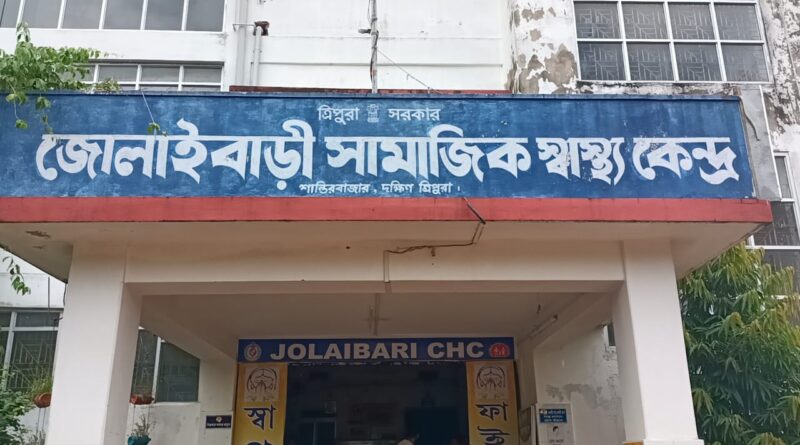 ত্রিপুরা সরকার
জোলাইবাড়ী সামাজিক স্বাস্থ্য কেন্দ্র
শান্তিরবাজার, দক্ষিণ ত্রিপুরা।
JOLAIBARI CHC
স্বা
ফাই